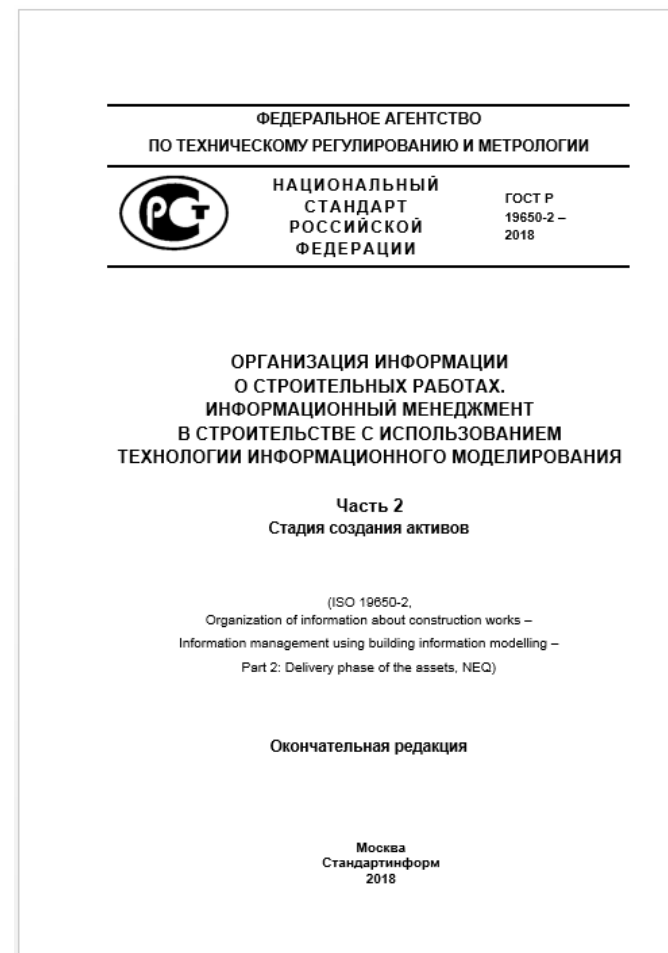 ФЕДЕРАЛЬНОЕ АГЕНТСТВО
ПО ТЕХНИЧЕСКОМУ РЕГУЛИРОВАНИЮ И МЕТРОЛОГИИ
РСТ
НАЦИОНАЛЬНЫЙ
СТАНДАРТ
РОССИЙСКОЙ
ФЕДЕРАЦИИ
ГОСТ Р
19650-2 –
2018
ОРГАНИЗАЦИЯ ИНФОРМАЦИИ
О СТРОИТЕЛЬНЫХ РАБОТАХ.
ИНФОРМАЦИОННЫЙ МЕНЕДЖМЕНТ
В СТРОИТЕЛЬСТВЕ С ИСПОЛЬЗОВАНИЕМ
ТЕХНОЛОГИИ ИНФОРМАЦИОННОГО МОДЕЛИРОВАНИЯ
Часть 2
Стадия создания активов
(ISO 19650-2,
Organization of information about construction works –
Information management using building information modelling –
Part 2: Delivery phase of the assets, NEQ)
Окончательная редакция
Москва
Стандартинформ
2018